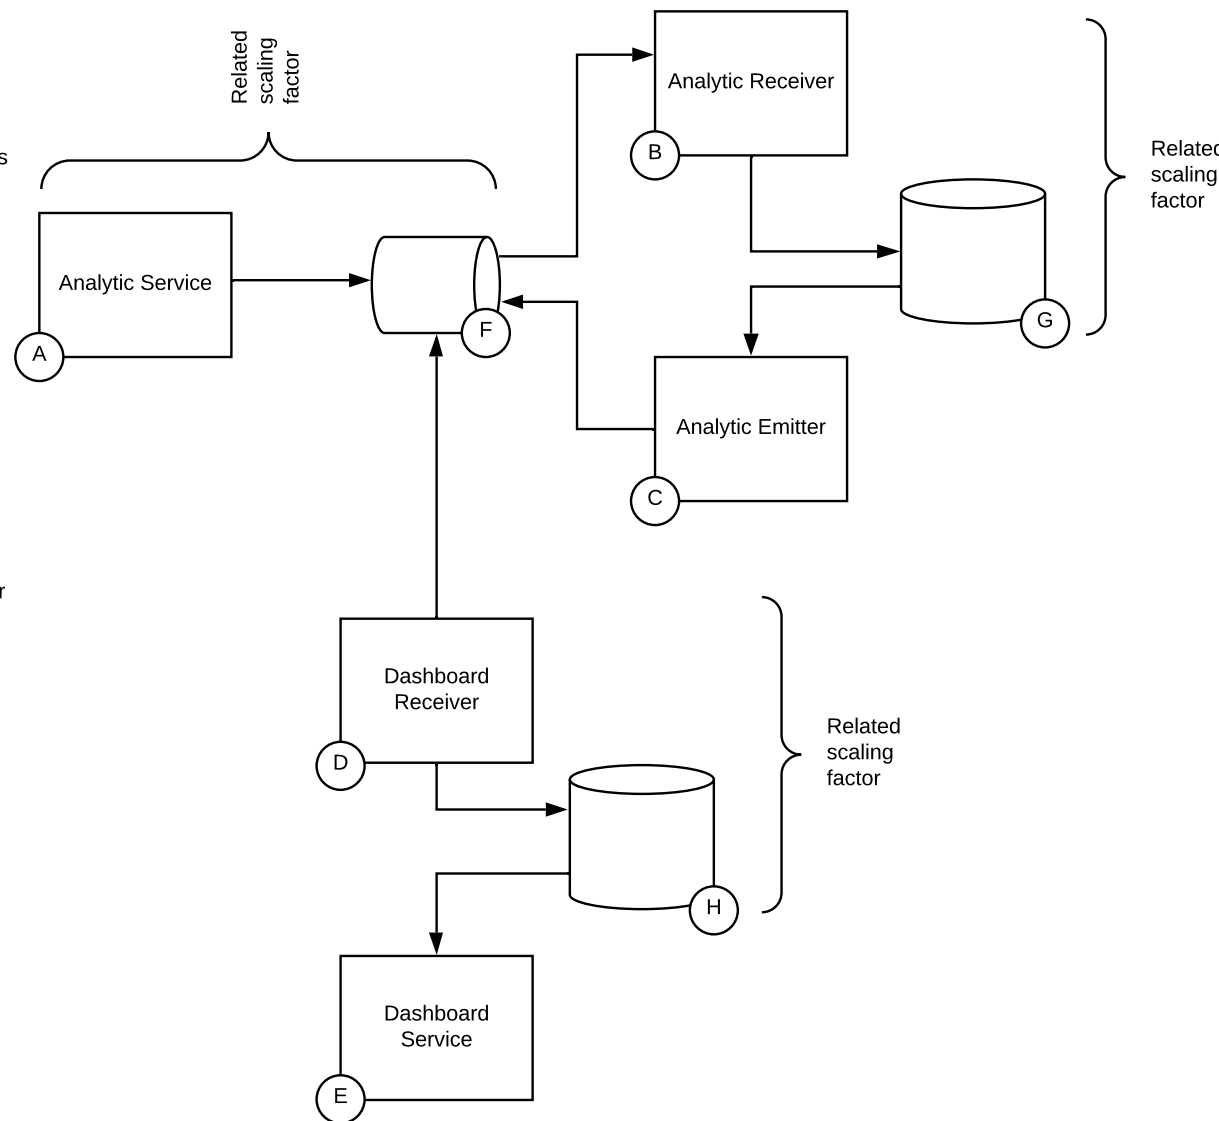 Related
scaling
factor
Analytic Receiver
B
s
Related
scaling
factor
Analytic Service
A
F
G
Analytic Emitter
C
r
Dashboard
Receiver
D
Related
scaling
factor
H
Dashboard
Service
E